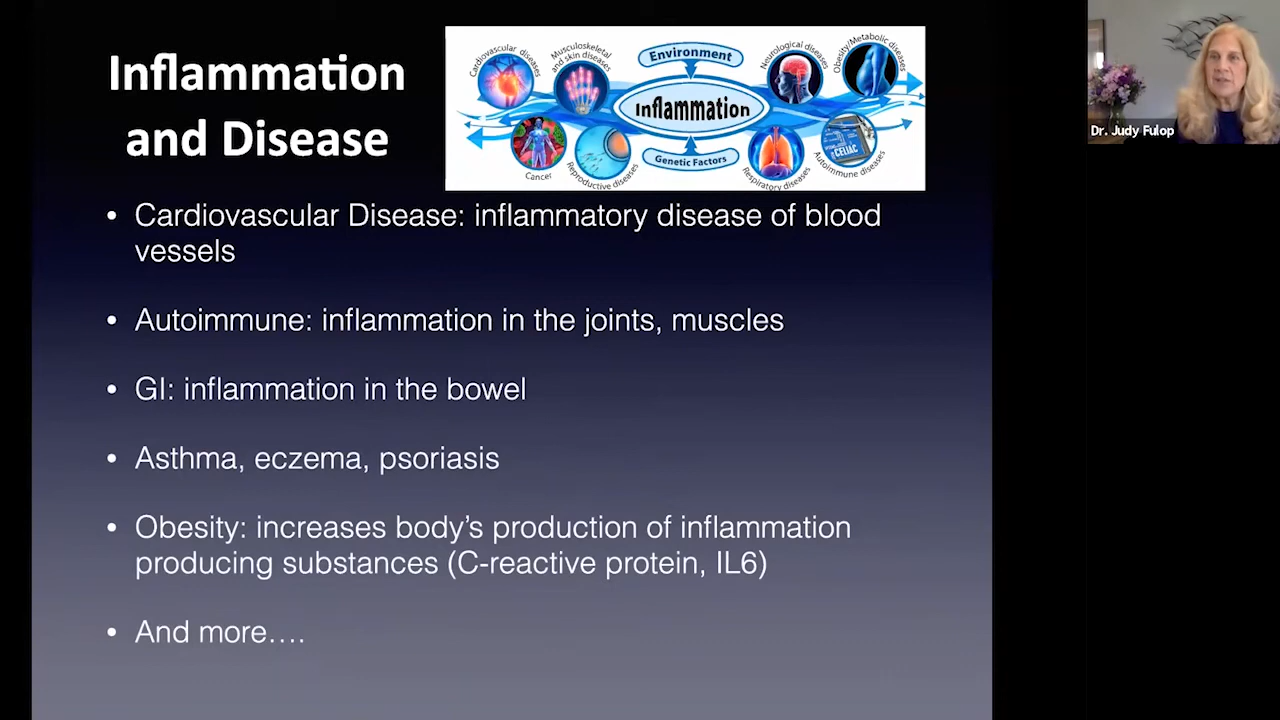 Inflammation
and Disease
Cardiovascular diseases
Musculoskeletal
and skin diseases
Environment
Neurological diseases
Obesity/Metabolic diseases
Inflammation
Cancer
Reproductive diseases
Genetic Factors
Respiratory diseases
CELIAC
Autoimmune diseases
Dr. Judy Fulop
• Cardiovascular Disease: inflammatory disease of blood
vessels
• Autoimmune: inflammation in the joints, muscles
• GI: inflammation in the bowel
• Asthma, eczema, psoriasis
• Obesity: increases body’s production of inflammation
producing substances (C-reactive protein, IL6)
• And more….